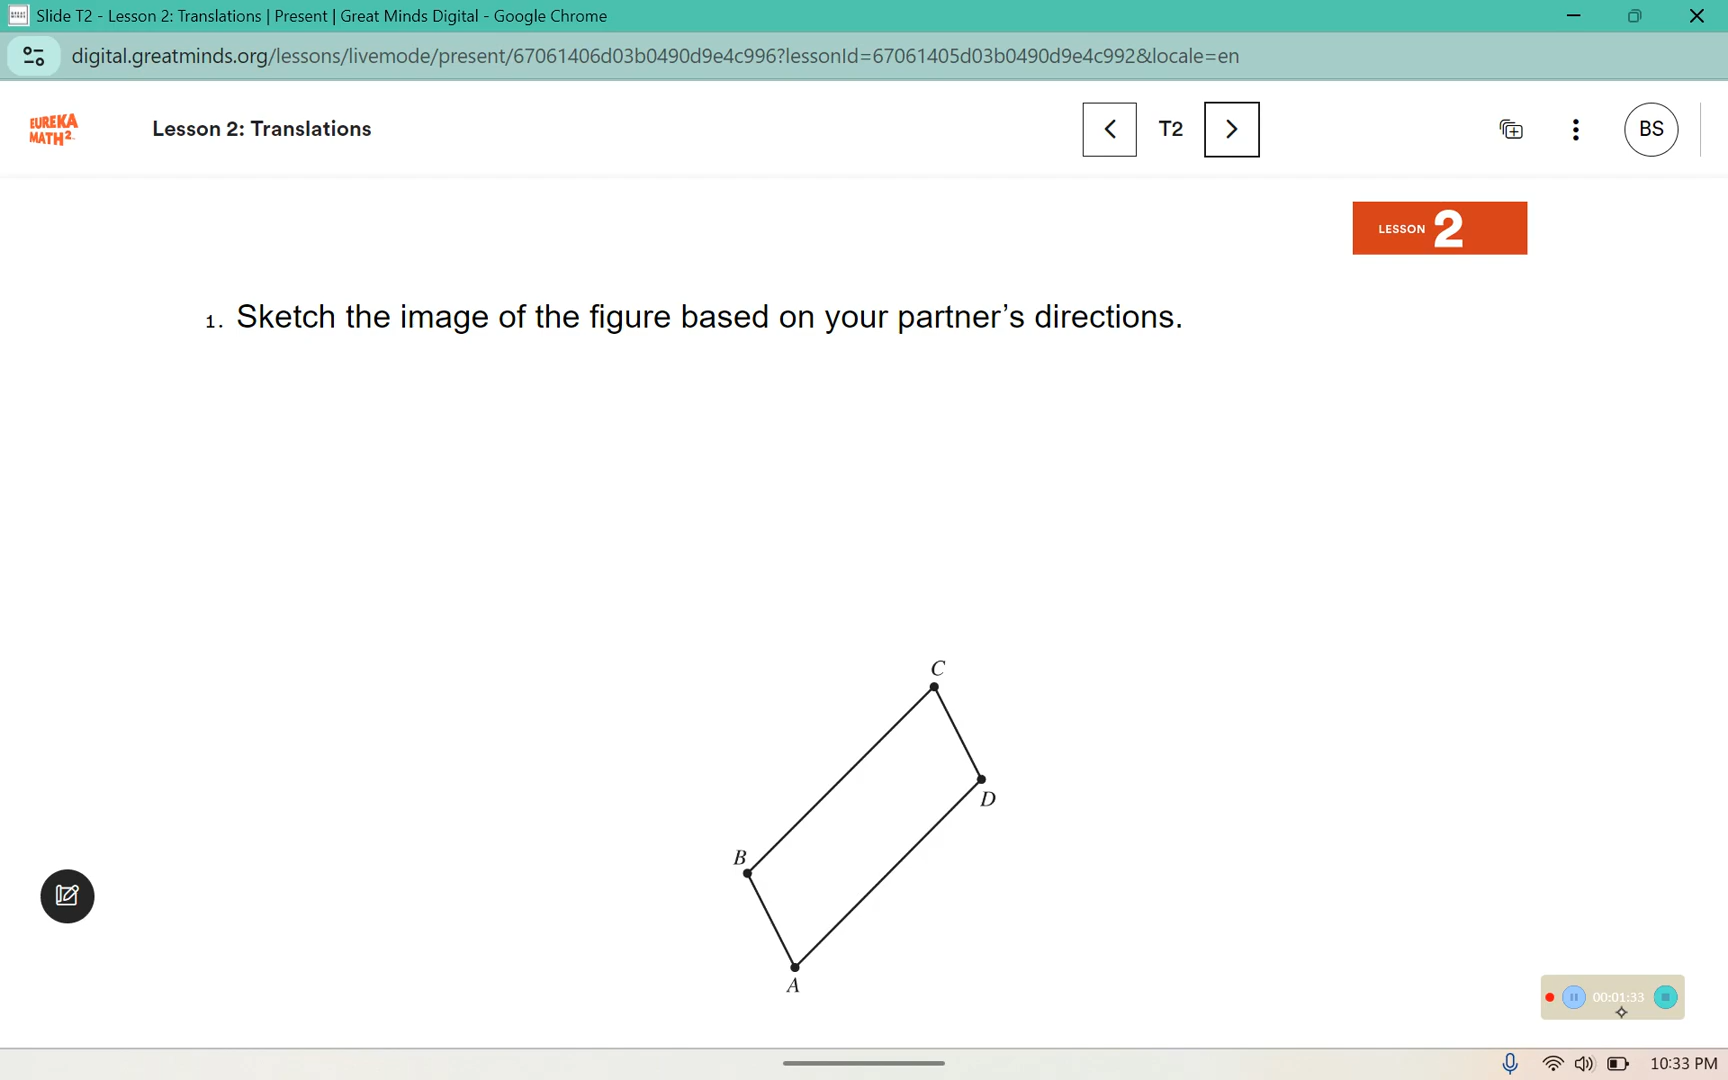 Slide T2 - Lesson 2: Translations | Present | Great Minds Digital - Google Chrome
digital.greatminds.org/lessons/livemode/present/67061406d03b0490d9e4c996?lessonId=67061405d03b0490d9e4c992&locale=en
EUREKA
MATH²
Lesson 2: Translations
T2
BS
LESSON 2
1. Sketch the image of the figure based on your partner's directions.
C
D
B
A
00:01:33
10:33 PM